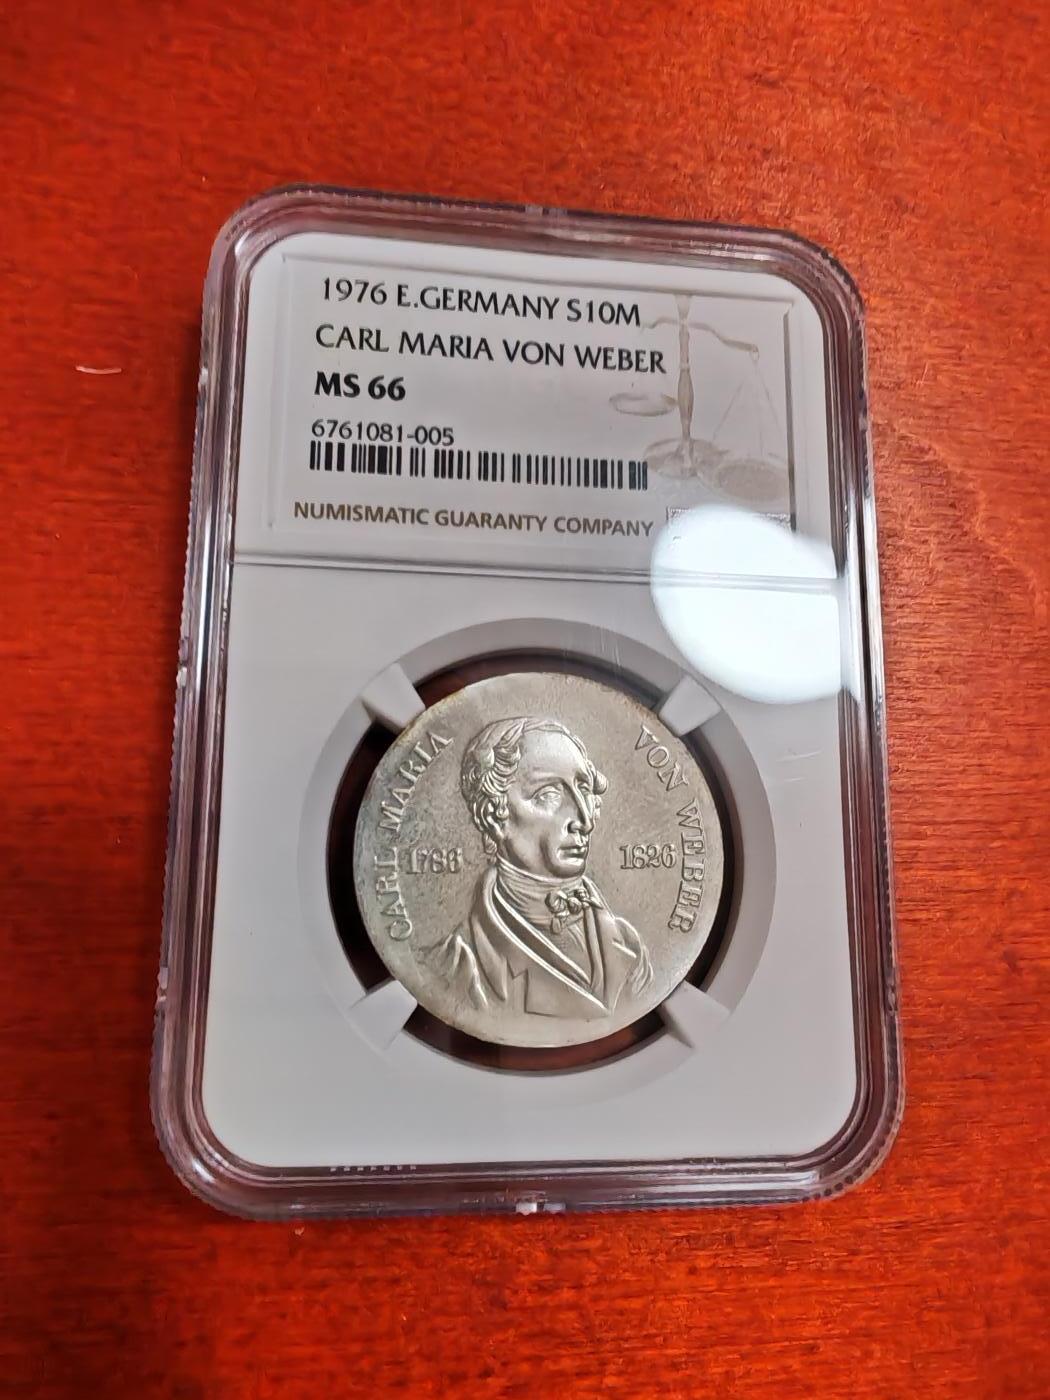 1976 E.GERMANY S10M
CARL MARIA VON WEBER
MS 66
6761081-005
NUMISMATIC GUARANTY COMPANY
CARL MARIA VON WEBER
1786 1826